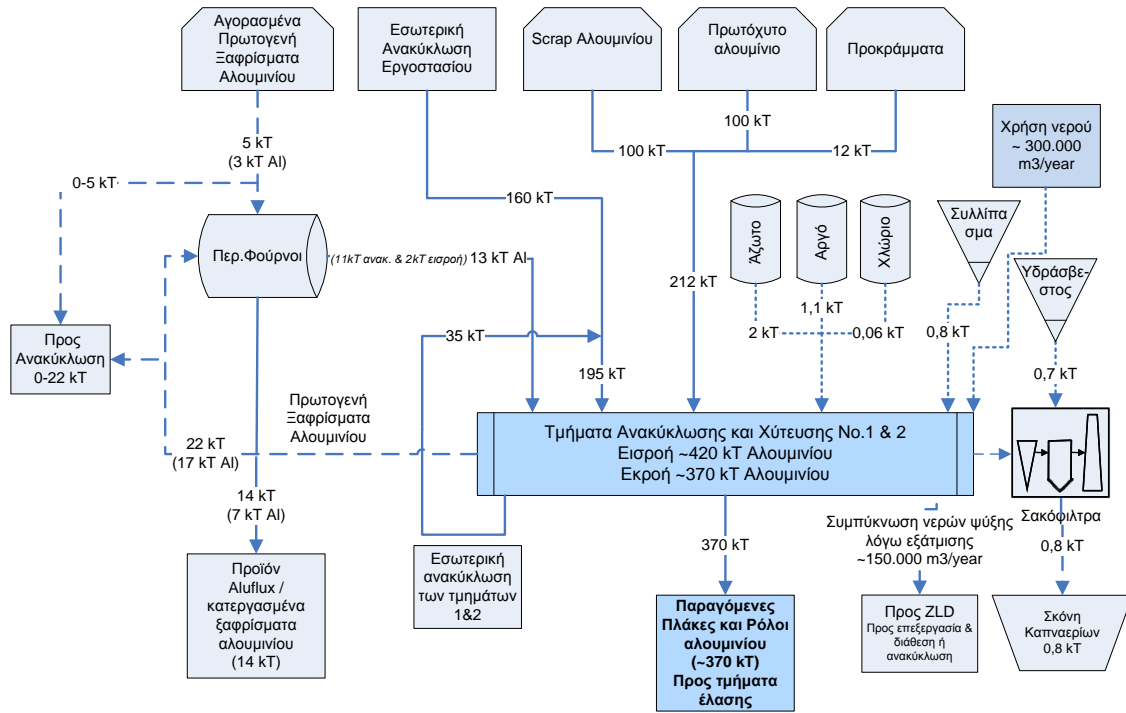 Αγορασμένα
Πρωτογενή
Ξαφρίσματα
Αλουμινίου
Εσωτερική
Ανακύκλωση
Εργοστασίου
Scrap Αλουμινίου
Πρωτόχυτο
αλουμίνιο
Προκράμματα
5 kT
(3 kT Al)
0-5 kT
160 kT
100 kT
100 kT
12 kT
Χρήση νερού
~ 300.000
m3/year
Περ.Φούρνοι
(11kT ανακ. & 2kT εισροή) 13 kT Al
212 kT
Άζωτο
Αργό
Χλώριο
Συλλίπα
σμα
Υδράσβε-
στος
2 kT
1,1 kT
0,06 kT
0,8 kT
0,7 kT
Προς
Ανακύκλωση
0-22 kT
35 kT
195 kT
Πρωτογενή
Ξαφρίσματα
Αλουμινίου
22 kT
(17 kT Al)
Τμήματα Ανακύκλωσης και Χύτευσης No.1 & 2
Εισροή ~420 kT Αλουμινίου
Εκροή ~370 kT Αλουμινίου
Σακόφιλτρα
14 kT
(7 kT Al)
370 kT
Συμπύκνωση νερών ψύξης
λόγω εξάτμισης
~150.000 m3/year
0,8 kT
Προϊόν
Aluflux /
κατεργασμένα
ξαφρίσματα
αλουμινίου
(14 kT)
Εσωτερική
ανακύκλωση
των τμημάτων
1&2
Παραγόμενες
Πλάκες και Ρόλοι
αλουμινίου
(~370 kT)
Προς τμήματα
έλασης
Προς ZLD
Προς επεξεργασία &
διάθεση ή
ανακύκλωση
Σκόνη
Καπναερίων
0,8 kT